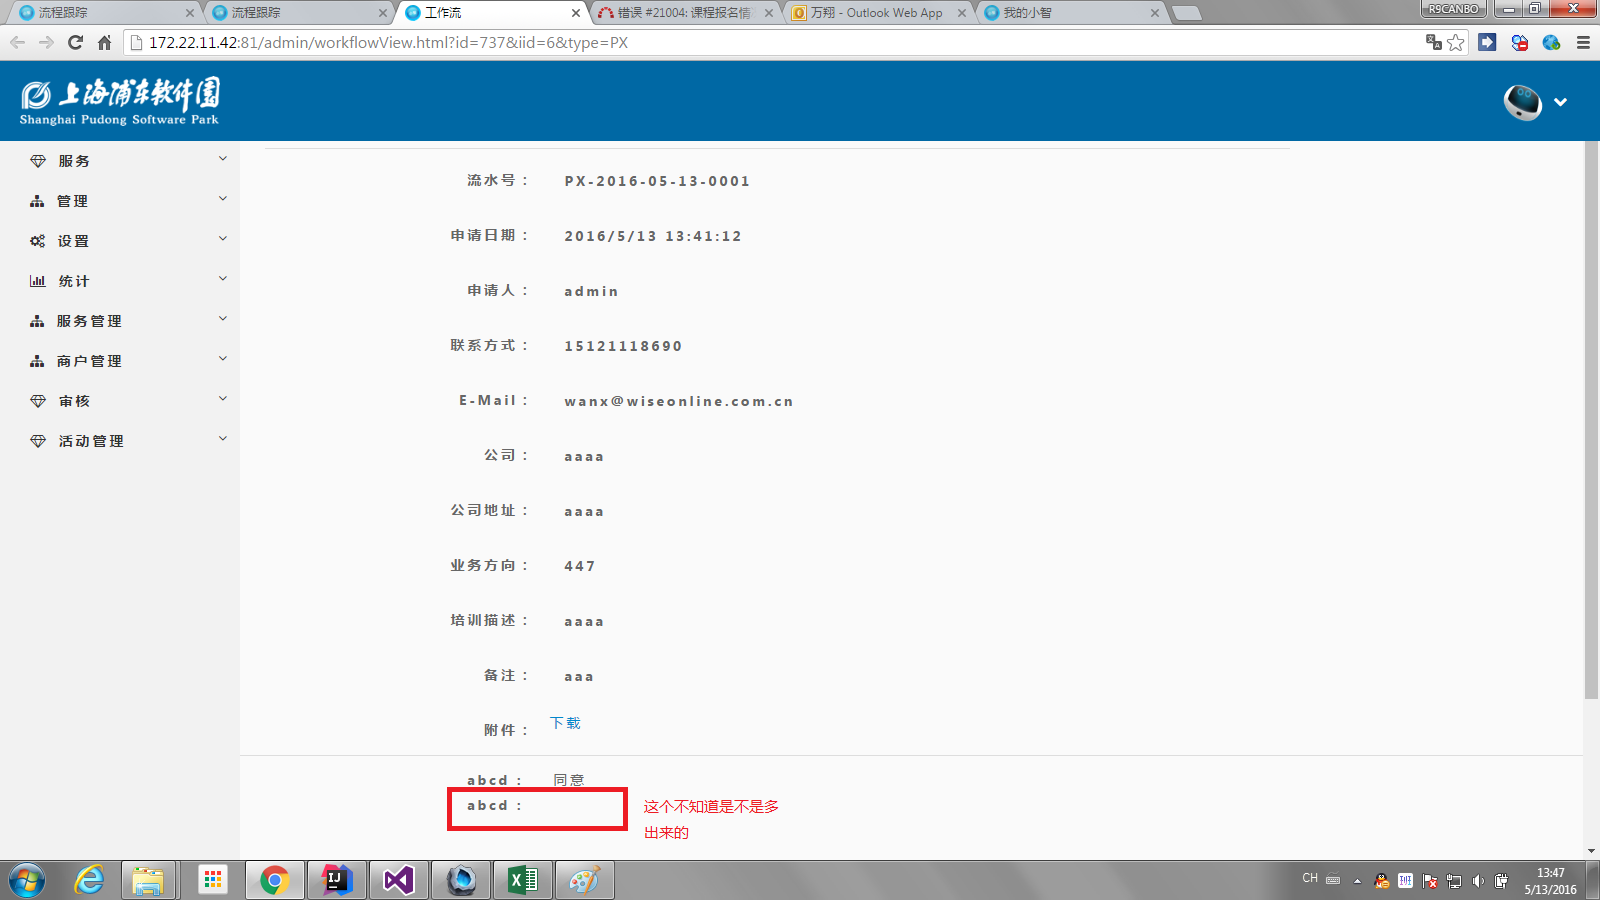 流程跟踪
流程跟踪
工作流
错误 #21004: 课程报名情
万翔 - Outlook Web App
我的小智
R9CANBO
172.22.11.42:81/admin/workflowView.html?id=737&iid=6&type=PX
上海浦东软件園
Shanghai Pudong Software Park
服务
管理
设置
统计
服务管理
商户管理
审核
活动管理
流水号： PX-2016-05-13-0001
申请日期： 2016/5/13 13:41:12
申请人： admin
联系方式： 15121118690
E-Mail： wanx@wiseonline.com.cn
公司： aaaa
公司地址： aaaa
业务方向： 447
培训描述： aaaa
备注： aaa
附件： 下载
abcd： 同意
abcd：
这个不知道是不是多
出来的
CH
13:47
5/13/2016